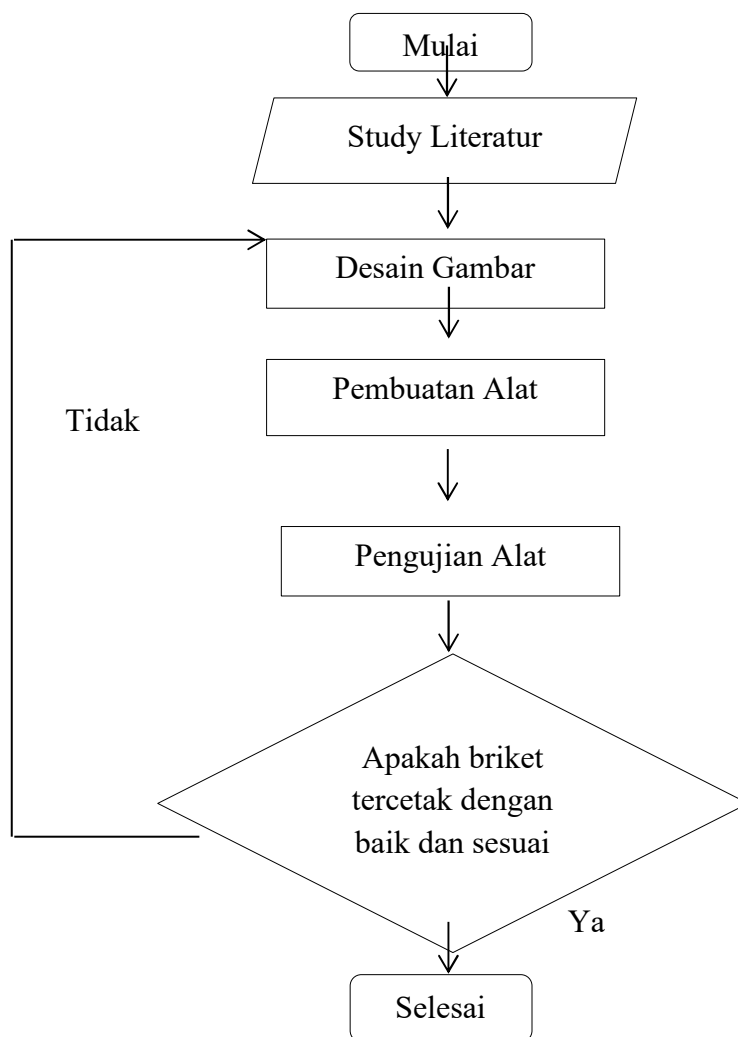 Mulai
Study Literatur
Desain Gambar
Pembuatan Alat
Tidak
Pengujian Alat
Apakah briket
tercetak dengan
baik dan sesuai
Ya
Selesai